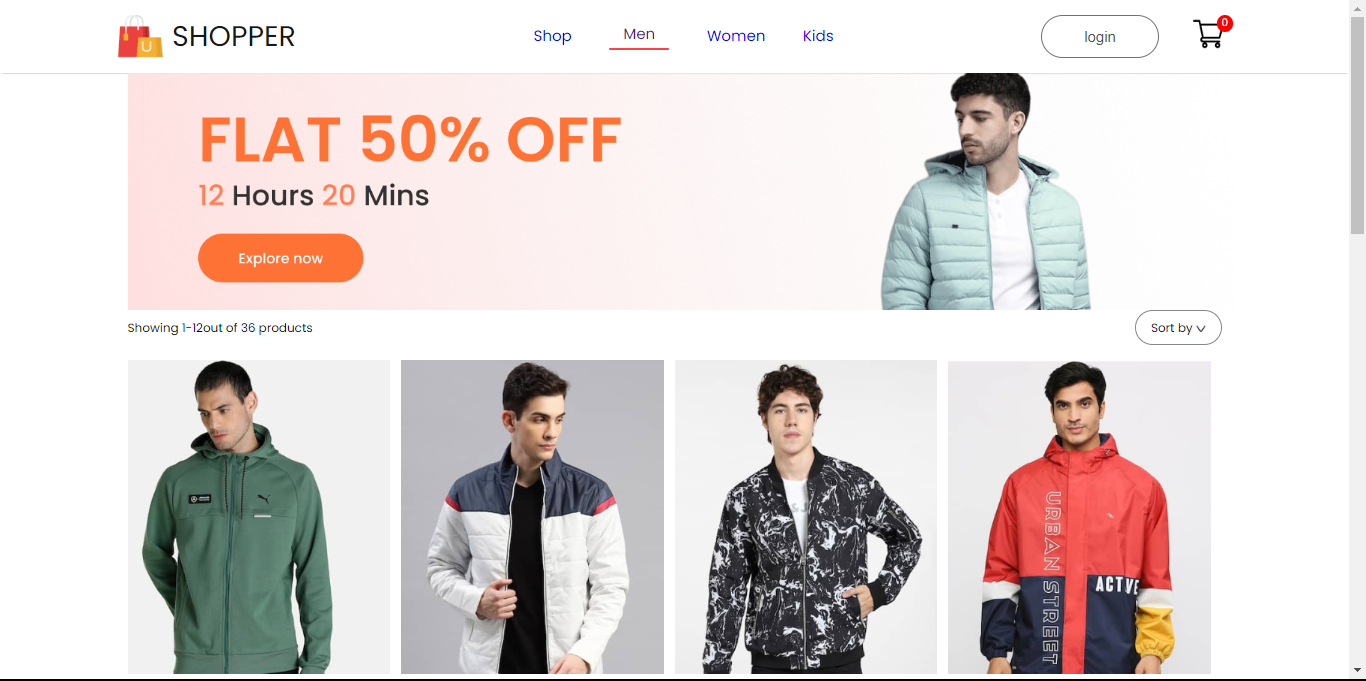 U
SHOPPER
Shop
Men
Women
Kids
login
0
FLAT 50% OFF
12 Hours 20 Mins
Explore now
Showing 1-12out of 36 products
Sort by
URBAN STREET
ACTVE